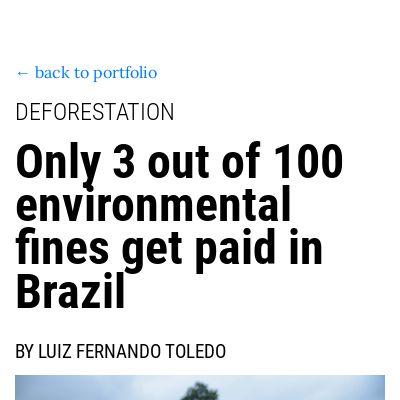 ← back to portfolio
DEFORESTATION
Only 3 out of 100
environmental
fines get paid in
Brazil
BY LUIZ FERNANDO TOLEDO